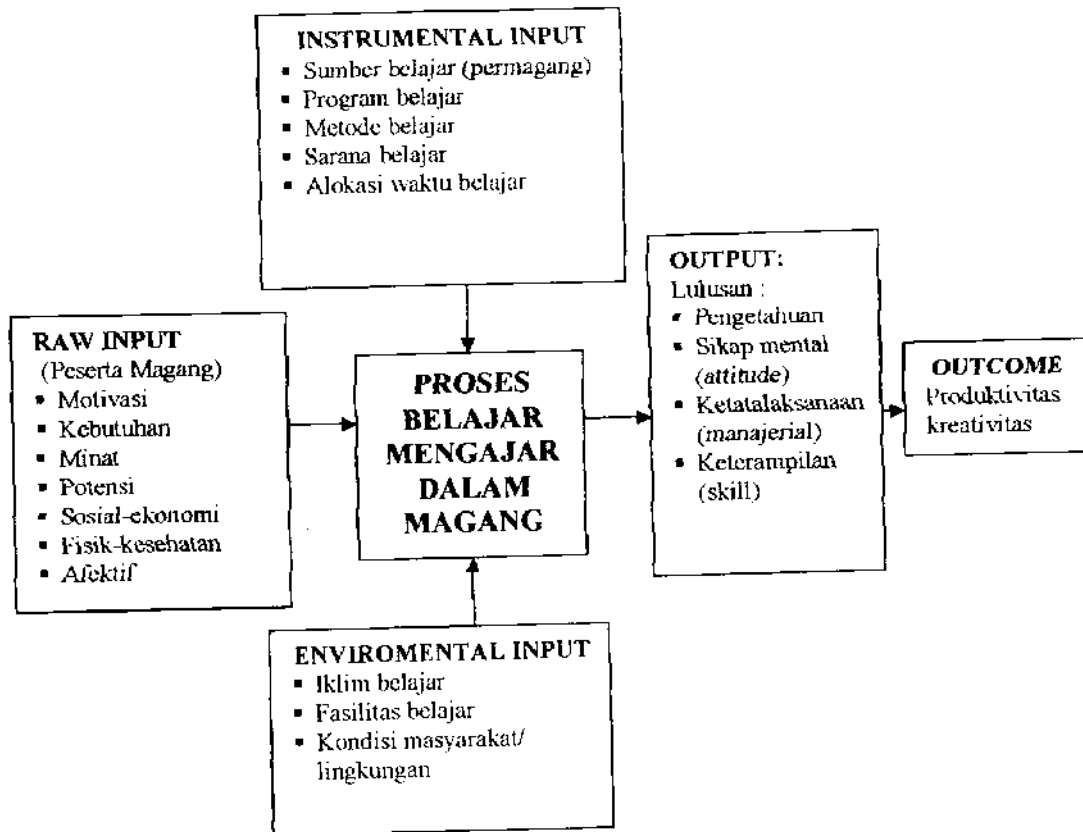 INSTRUMENTAL INPUT
▪ Sumber belajar (permagang)
▪ Program belajar
▪ Metode belajar
▪ Sarana belajar
▪ Alokasi waktu belajar
RAW INPUT
(Peserta Magang)
▪ Motivasi
▪ Kebutuhan
▪ Minat
▪ Potensi
▪ Sosial-ekonomi
▪ Fisik-kesehatan
▪ Afektif
PROSES
BELAJAR
MENGAJAR
DALAM
MAGANG
OUTPUT:
Lulusan :
▪ Pengetahuan
▪ Sikap mental
(attitude)
▪ Ketatalaksanaan
(manajerial)
▪ Keterampilan
(skill)
OUTCOME
Produktivitas
kreativitas
ENVIROMENTAL INPUT
▪ Iklim belajar
▪ Fasilitas belajar
▪ Kondisi masyarakat/
lingkungan